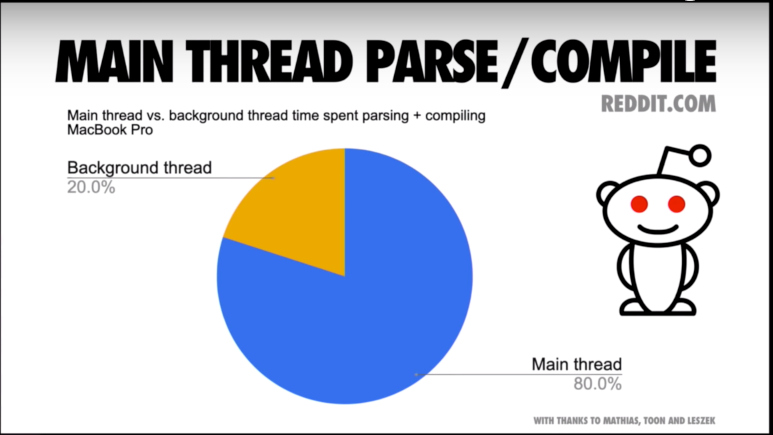 MAIN THREAD PARSE/COMPILE
REDDIT.COM
Main thread vs. background thread time spent parsing + compiling
MacBook Pro
Background thread
20.0%
Main thread
80.0%
WITH THANKS TO MATHIAS, TOON AND LESZEK